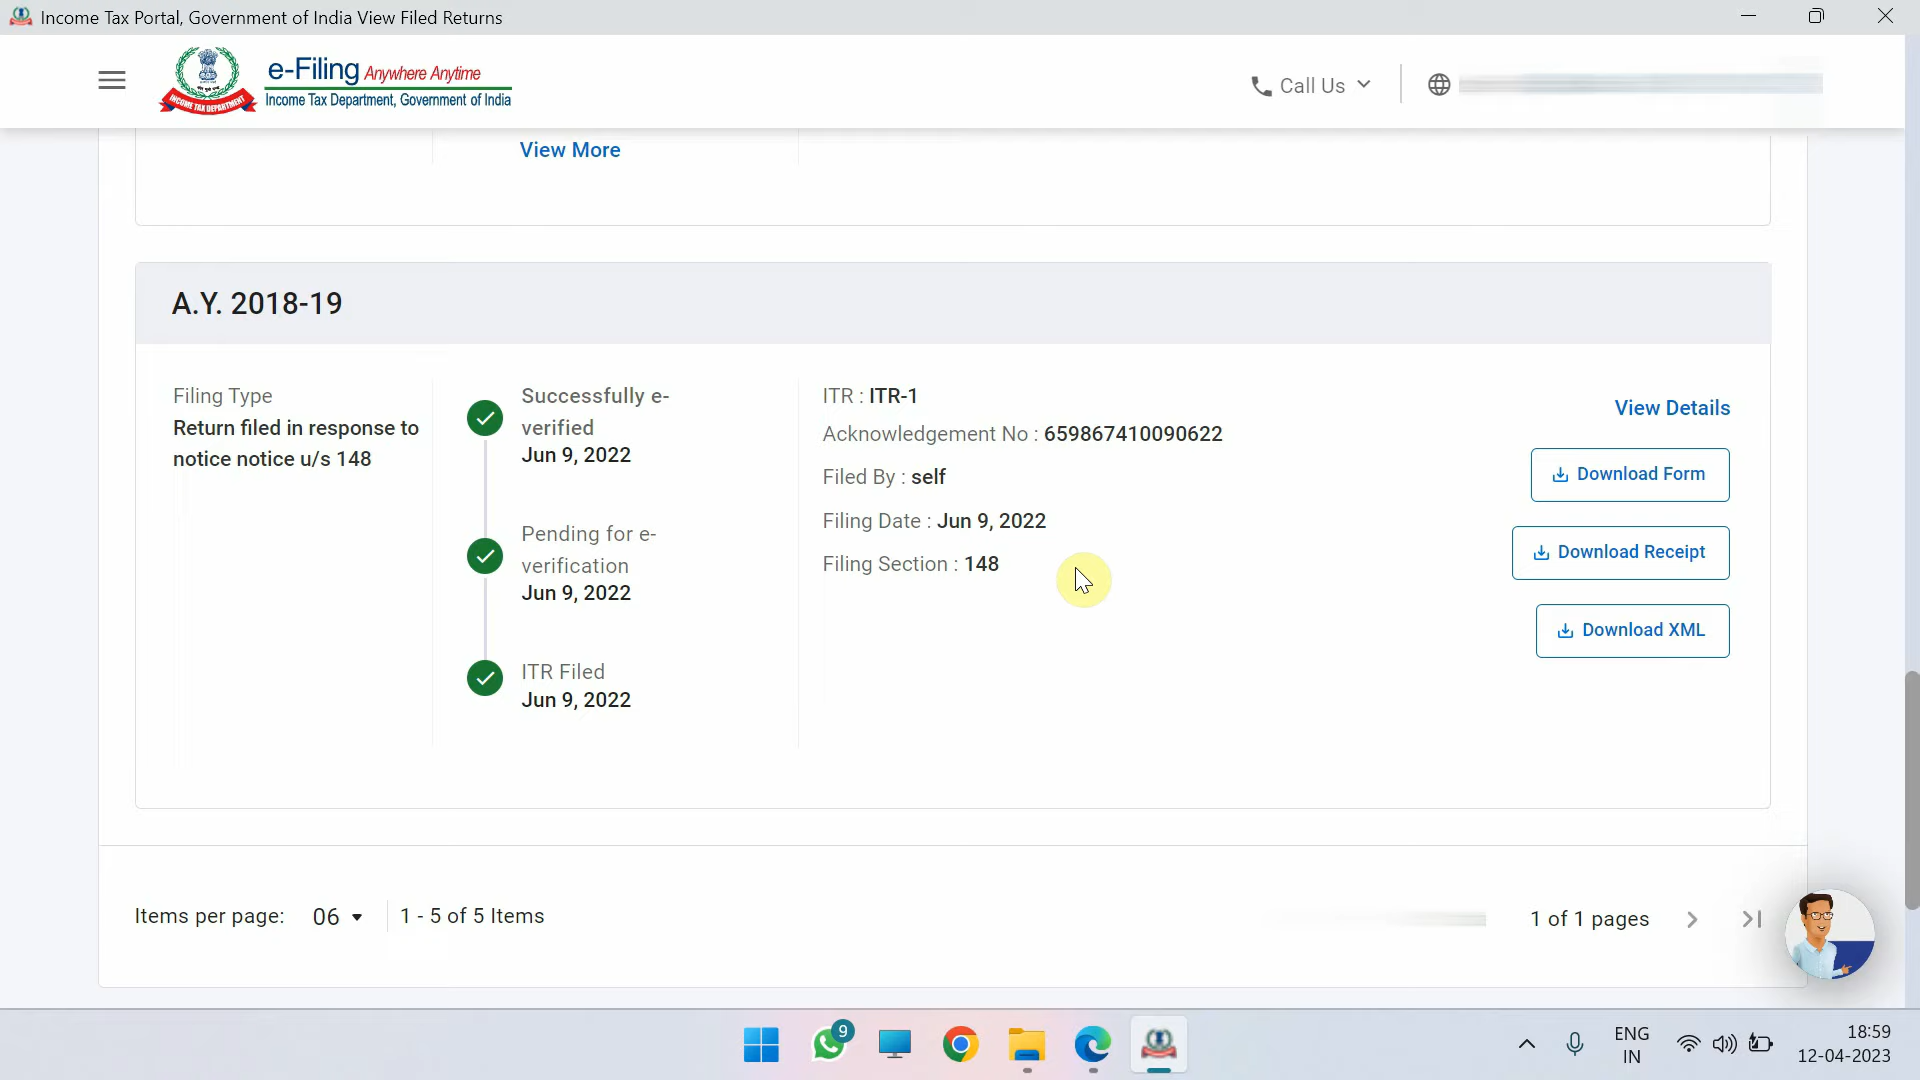 Income Tax Portal, Government of India View Filed Returns
e-Filing Anywhere Anytime
Income Tax Department, Government of India
INCOME TAX DEPARTMENT
Call Us
View More
A.Y. 2018-19
Filing Type
Return filed in response to
notice notice u/s 148
Successfully e-
verified
Jun 9, 2022
Pending for e-
verification
Jun 9, 2022
ITR Filed
Jun 9, 2022
ITR : ITR-1
Acknowledgement No : 659867410090622
Filed By : self
Filing Date : Jun 9, 2022
Filing Section : 148
View Details
Download Form
Download Receipt
Download XML
Items per page: 06
1 - 5 of 5 Items
1 of 1 pages
9
ENG
IN
18:59
12-04-2023